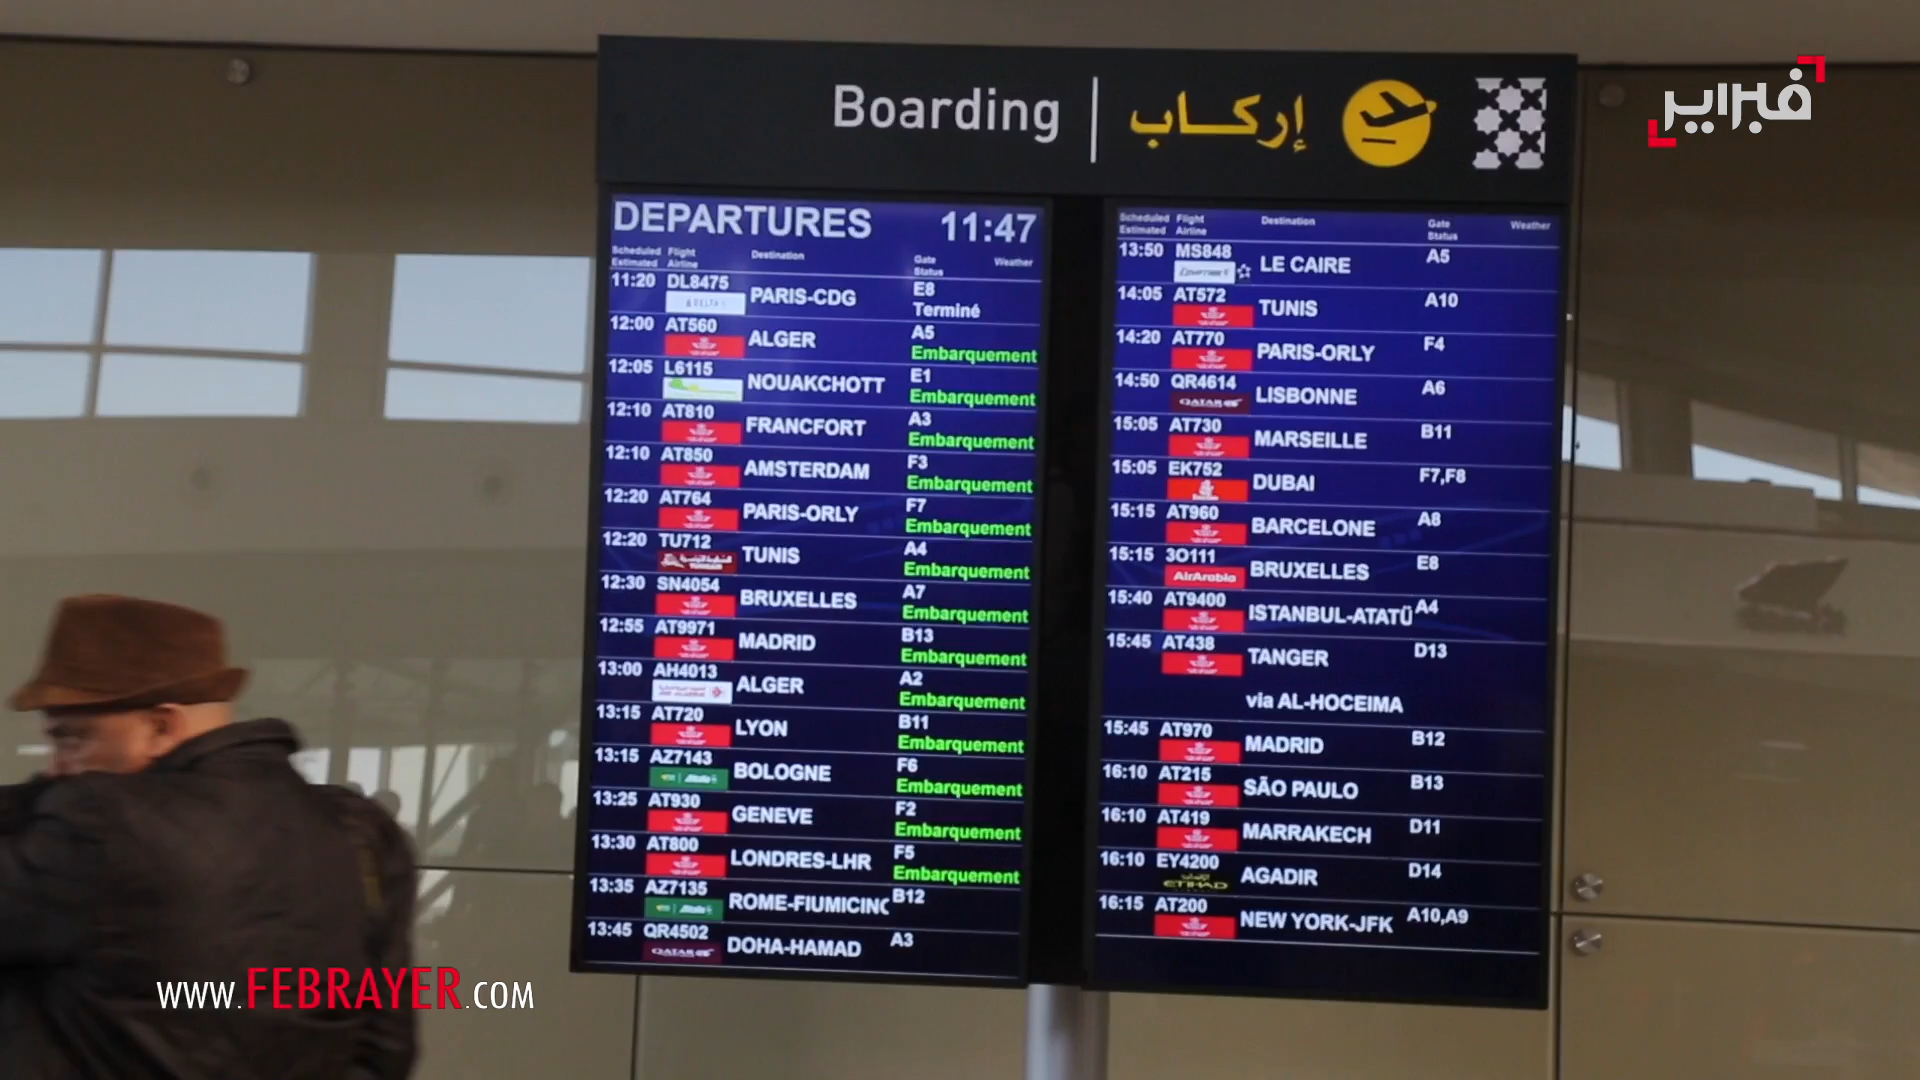 Boarding | إركاب
فبراير
DEPARTURES 11:47
Scheduled Flight Destination Gate Weather
Estimated Airline Status
11:20 DL8475 PARIS-CDG E8
DELTA Terminé
12:00 AT560 ALGER A5
Embarquement
12:05 L6115 NOUAKCHOTT E1
Embarquement
12:10 AT810 FRANCFORT A3
Embarquement
12:10 AT850 AMSTERDAM F3
Embarquement
12:20 AT764 PARIS-ORLY F7
Embarquement
12:20 TU712 TUNIS A4
TUNISAIR Embarquement
12:30 SN4054 BRUXELLES A7
Embarquement
12:55 AT9971 MADRID B13
Embarquement
13:00 AH4013 ALGER A2
Embarquement
13:15 AT720 LYON B11
Embarquement
13:15 AZ7143 BOLOGNE F6
Alitalia Embarquement
13:25 AT930 GENEVE F2
Embarquement
13:30 AT800 LONDRES-LHR F5
Embarquement
13:35 AZ7135 ROME-FIUMICINO B12
Alitalia
13:45 QR4502 DOHA-HAMAD A3
QATAR
Scheduled Flight Destination Gate Weather
Estimated Airline Status
13:50 MS848 LE CAIRE A5
EGYPTAIR
14:05 AT572 TUNIS A10
14:20 AT770 PARIS-ORLY F4
14:50 QR4614 LISBONNE A6
QATAR
15:05 AT730 MARSEILLE B11
15:05 EK752 DUBAI F7,F8
15:15 AT960 BARCELONE A8
15:15 3O111 BRUXELLES E8
AirArabia
15:40 AT9400 ISTANBUL-ATATÜ A4
15:45 AT438 TANGER D13
via AL-HOCEIMA
15:45 AT970 MADRID B12
16:10 AT215 SÃO PAULO B13
16:10 AT419 MARRAKECH D11
16:10 EY4200 AGADIR D14
ETIHAD
16:15 AT200 NEW YORK-JFK A10,A9
WWW.FEBRAYER.COM